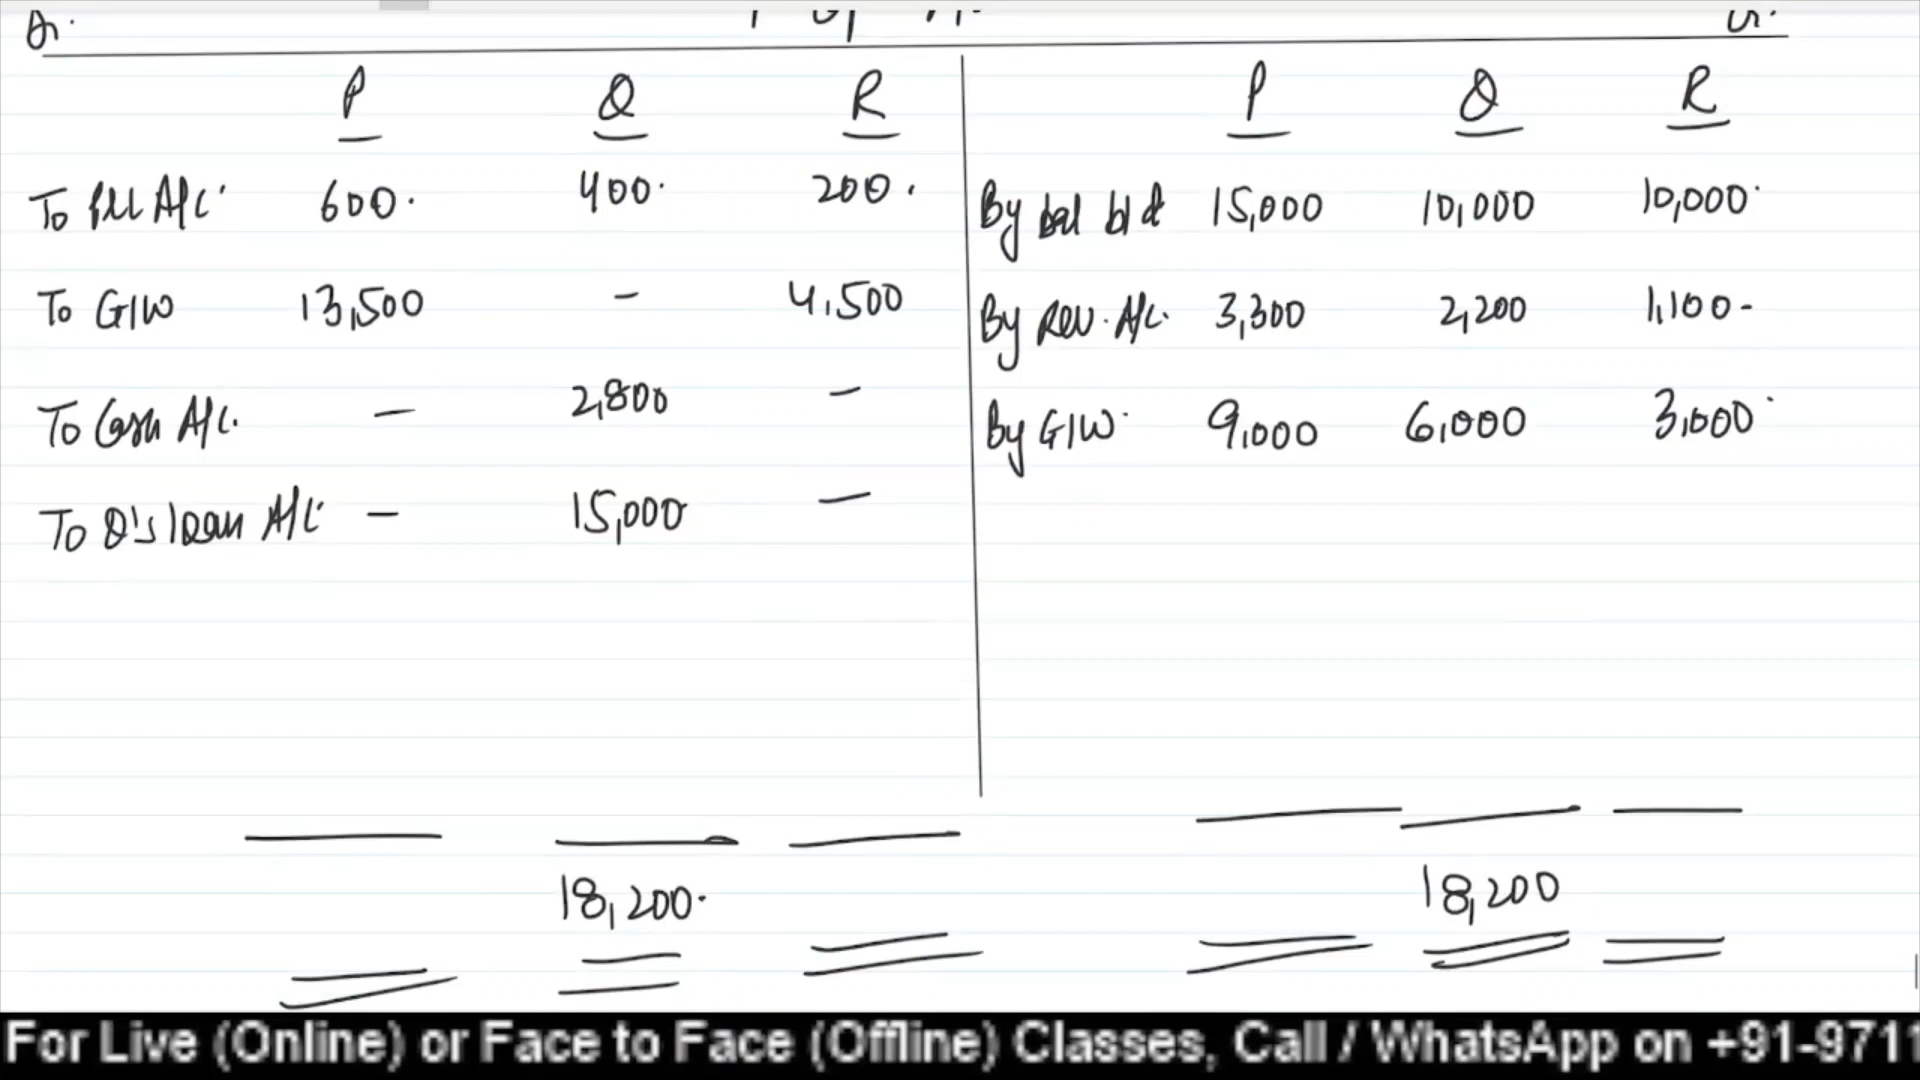 Dr. Cr.
P Q R P Q R
To P&L A/c 600. 400. 200. By bal b/d 15,000 10,000 10,000
To G/W 13,500 - 4,500 By Rev. A/c. 3,300 2,200 1,100-
To Cash A/c. - 2,800 - By G/W 9,000 6,000 3,000
To Q's loan A/c - 15,000 -
18,200. 18,200
For Live (Online) or Face to Face (Offline) Classes, Call / WhatsApp on +91-9711